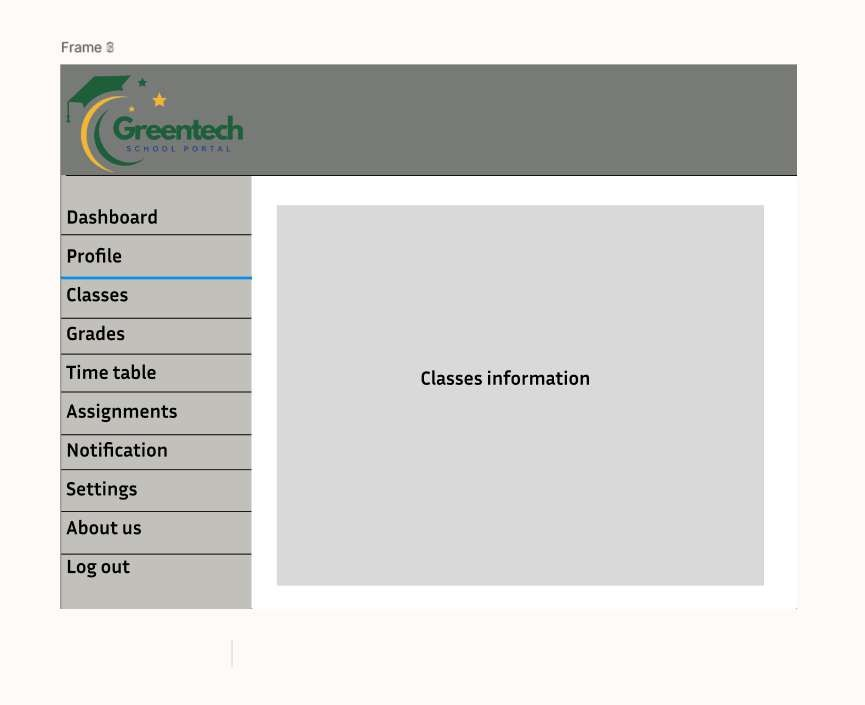 Frame
Greentech
SCHOOL PORTAL
Dashboard
Profile
Classes
Grades
Time table
Assignments
Notification
Settings
About us
Log out
Classes information